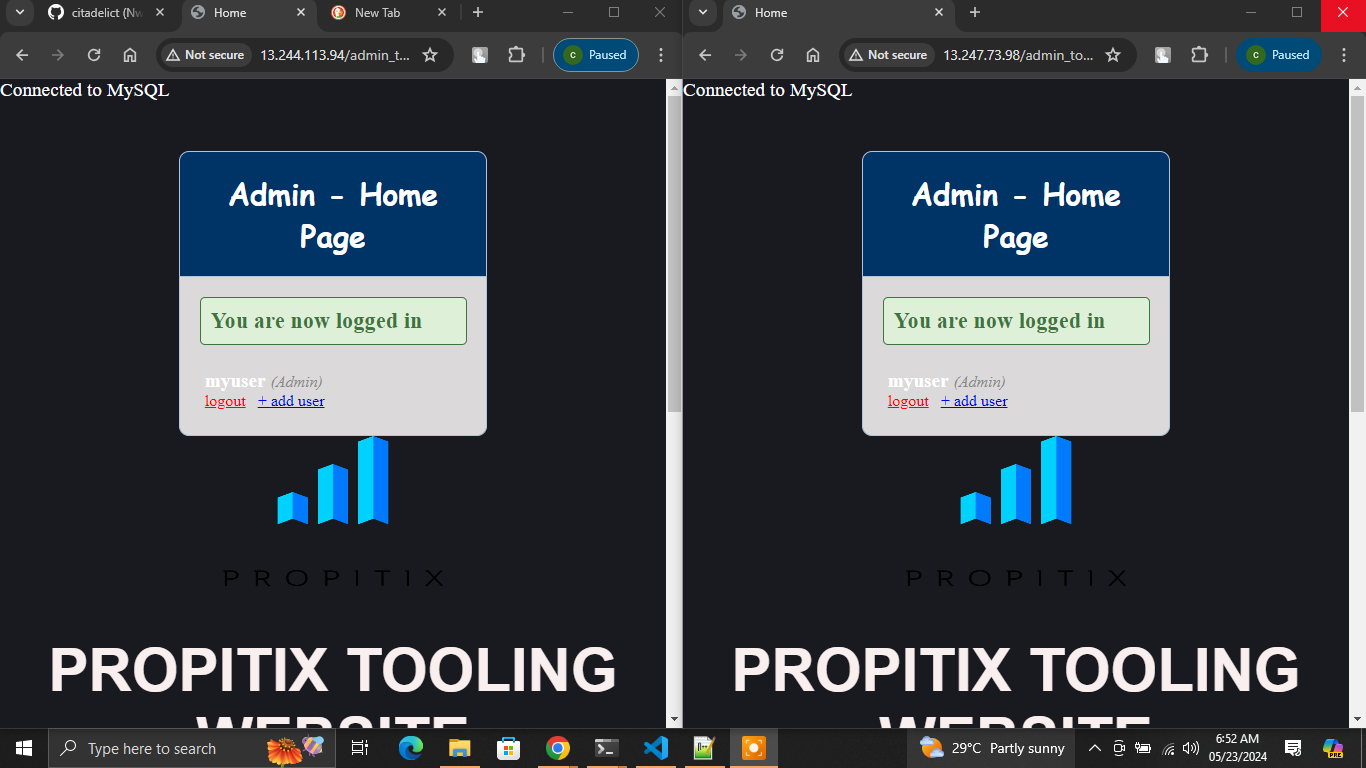 citadelict (Nw
Home
New Tab
Not secure
13.244.113.94/admin_t...
c
Paused
Connected to MySQL
Admin - Home
Page
You are now logged in
myuser (Admin)
logout + add user
PROPITIX
PROPITIX TOOLING
WEBSITE
Home
Not secure
13.247.73.98/admin_to...
c
Paused
Connected to MySQL
Admin - Home
Page
You are now logged in
myuser (Admin)
logout + add user
PROPITIX
PROPITIX TOOLING
WEBSITE
Type here to search
29°C Partly sunny
6:52 AM
05/23/2024
PRE